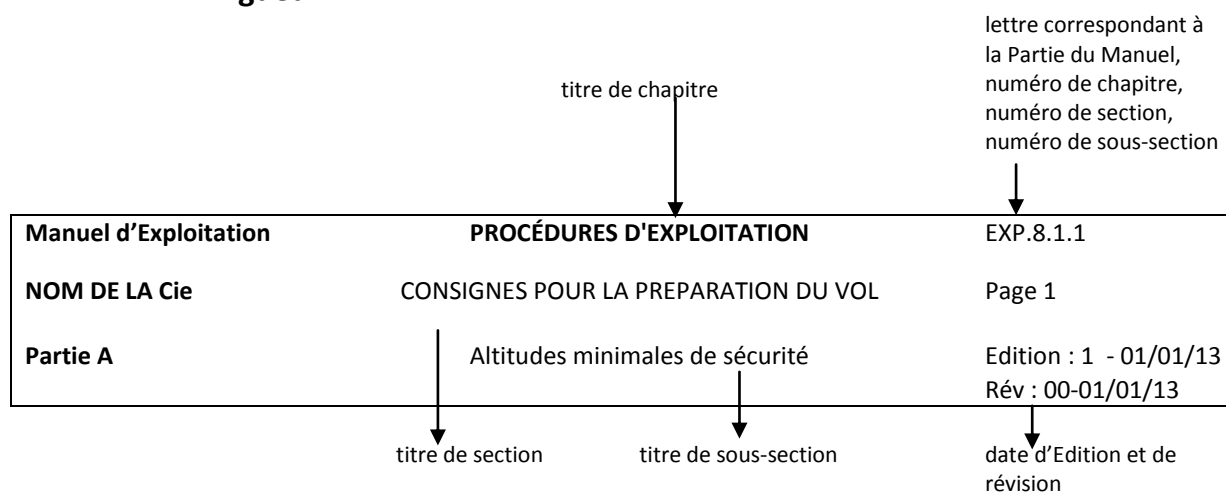 lettre correspondant à
la Partie du Manuel,
numéro de chapitre,
numéro de section,
numéro de sous-section
titre de chapitre
Manuel d’Exploitation PROCÉDURES D'EXPLOITATION EXP.8.1.1
NOM DE LA Cie CONSIGNES POUR LA PREPARATION DU VOL Page 1
Partie A Altitudes minimales de sécurité Edition : 1 - 01/01/13
Rév : 00-01/01/13
titre de section titre de sous-section date d’Edition et de
révision